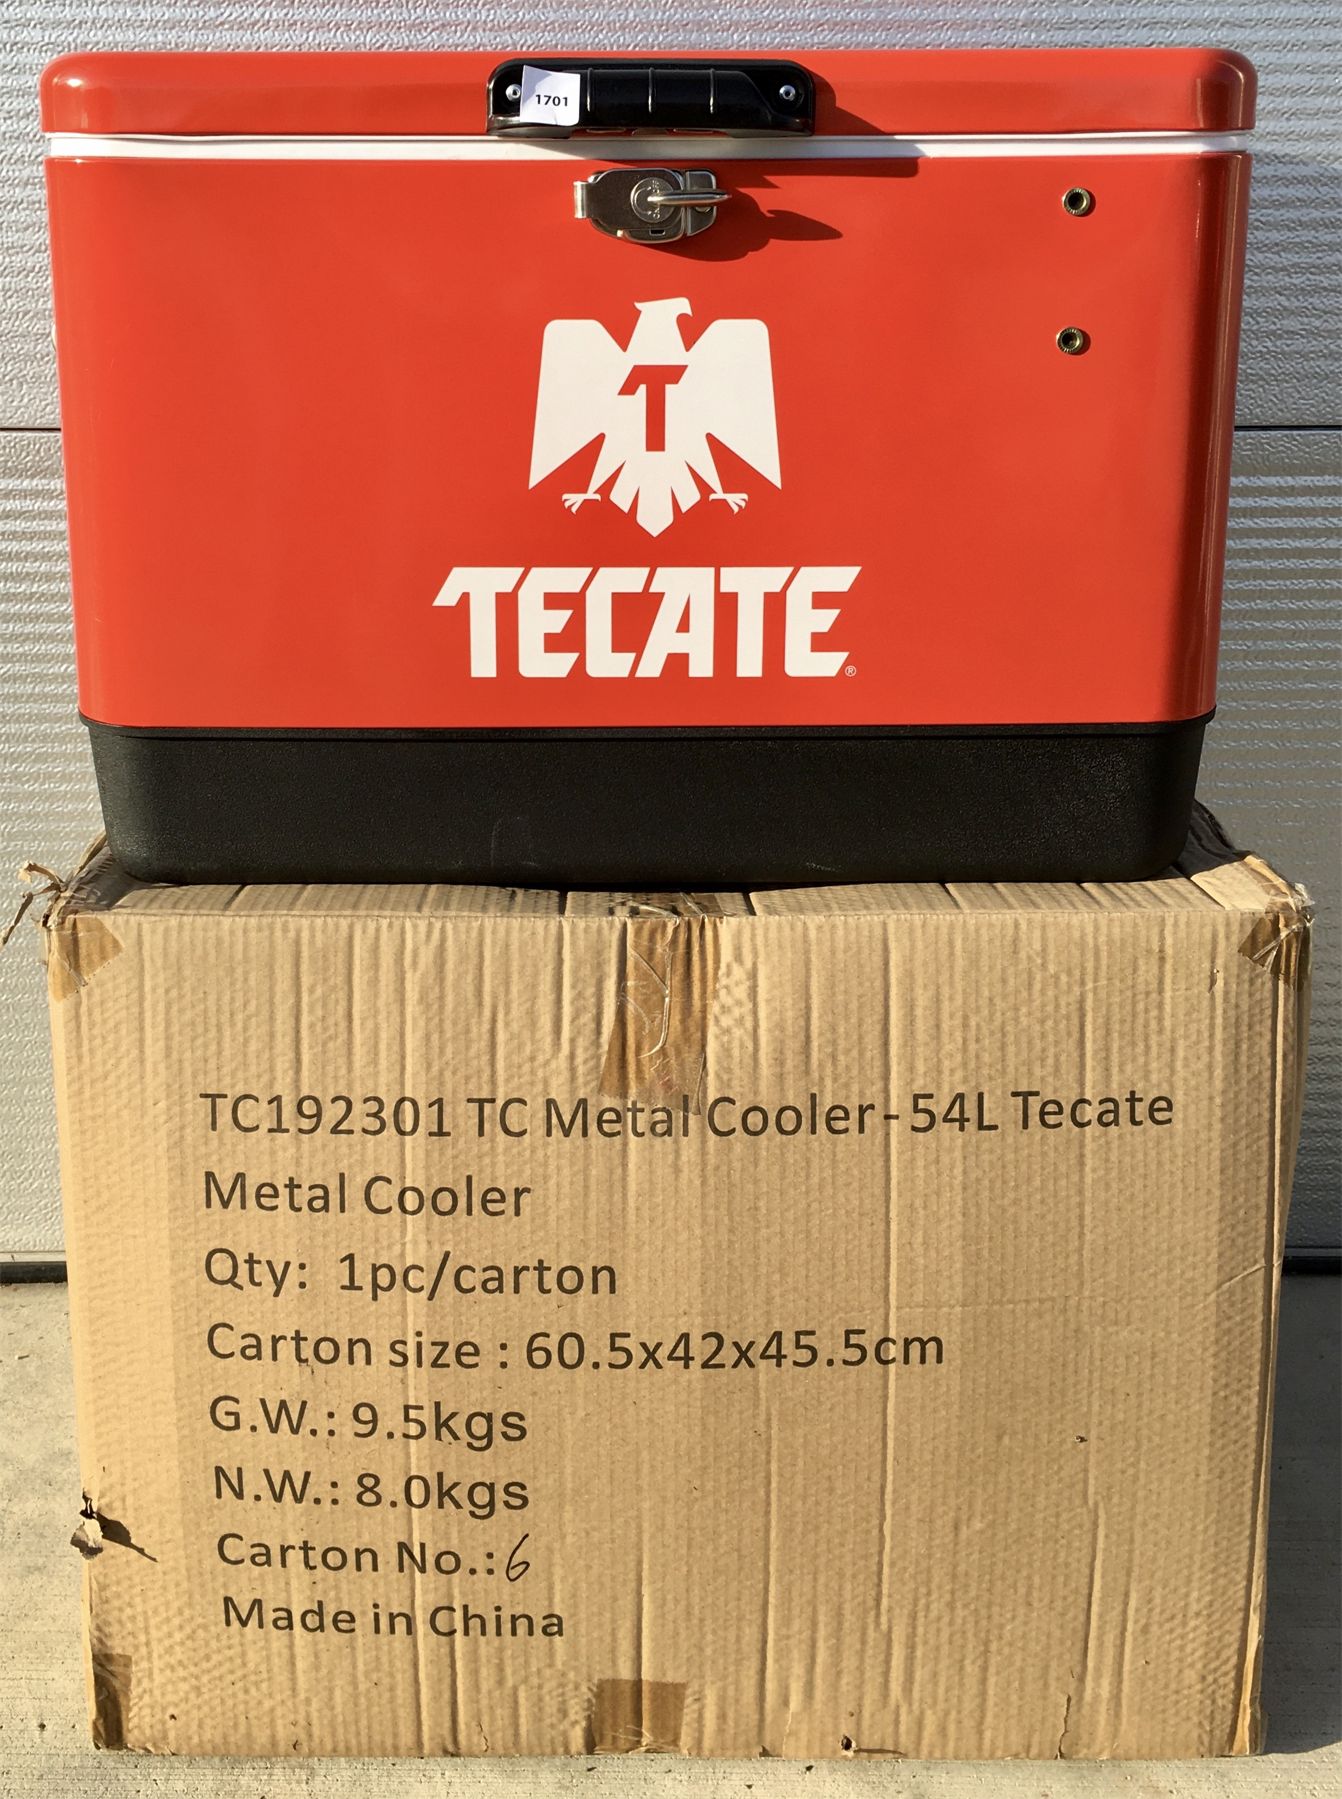 1701
T
TECATE®
TC192301 TC Metal Cooler-54L Tecate
Metal Cooler
Qty: 1pc/carton
Carton size : 60.5x42x45.5cm
G.W.: 9.5kgs
N.W.: 8.0kgs
Carton No.: 6
Made in China